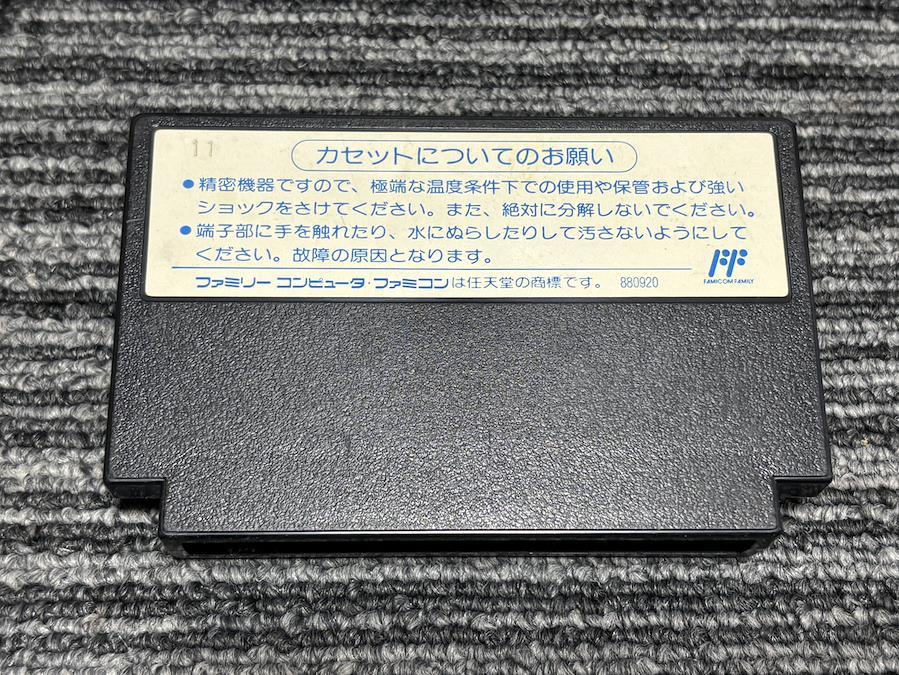 11
カセットについてのお願い
●精密機器ですので、極端な温度条件下での使用や保管および強い
ショックをさけてください。また、絶対に分解しないでください。
●端子部に手を触れたり、水にぬらしたりして汚さないようにして
ください。故障の原因となります。
ファミリー コンピュータ・ファミコンは任天堂の商標です。 880920
FF
FAMICOM FAMILY